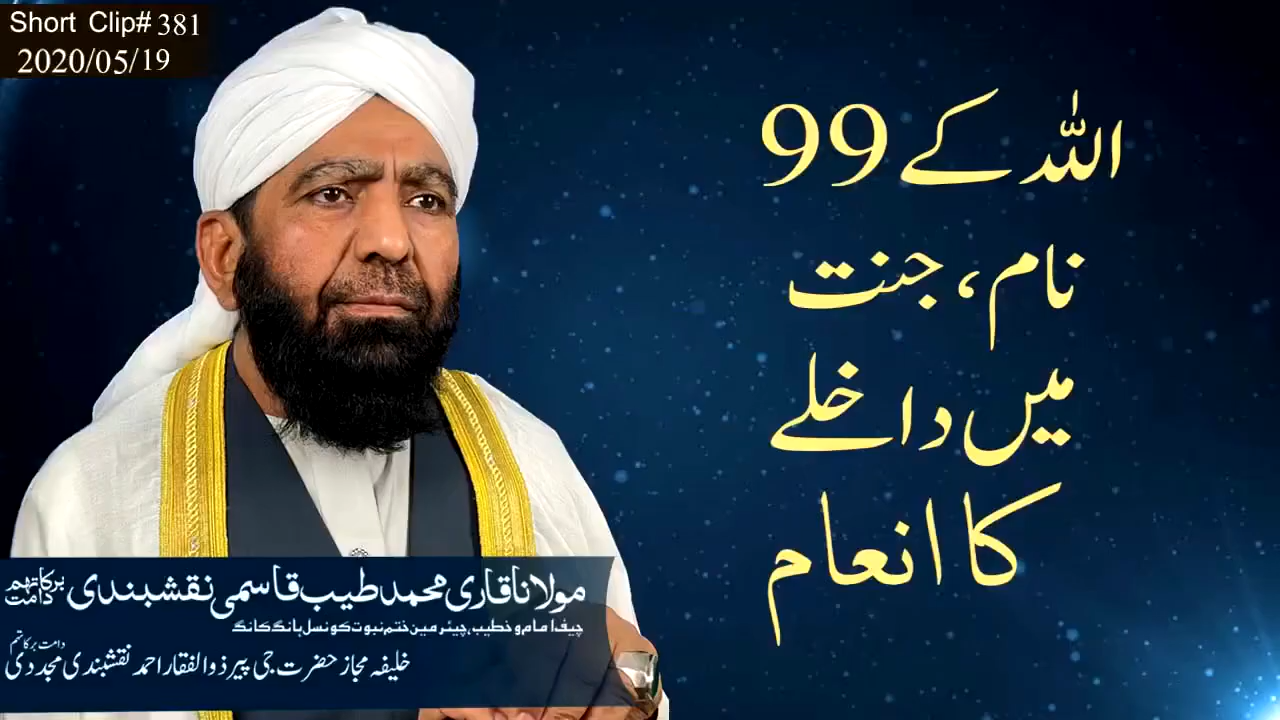 Short Clip# 381
2020/05/19
اللہ کے 99
نام، جنت
میں داخلے
کا انعام
مولانا قاری محمد طیب قاسمی نقشبندی دامت برکاتہم
چیف امام و خطیب، چیئرمین ختم نبوت کونسل ہانگ کانگ
خلیفہ مجاز حضرت جی پیر ذوالفقار احمد نقشبندی مجددی دامت برکاتہم